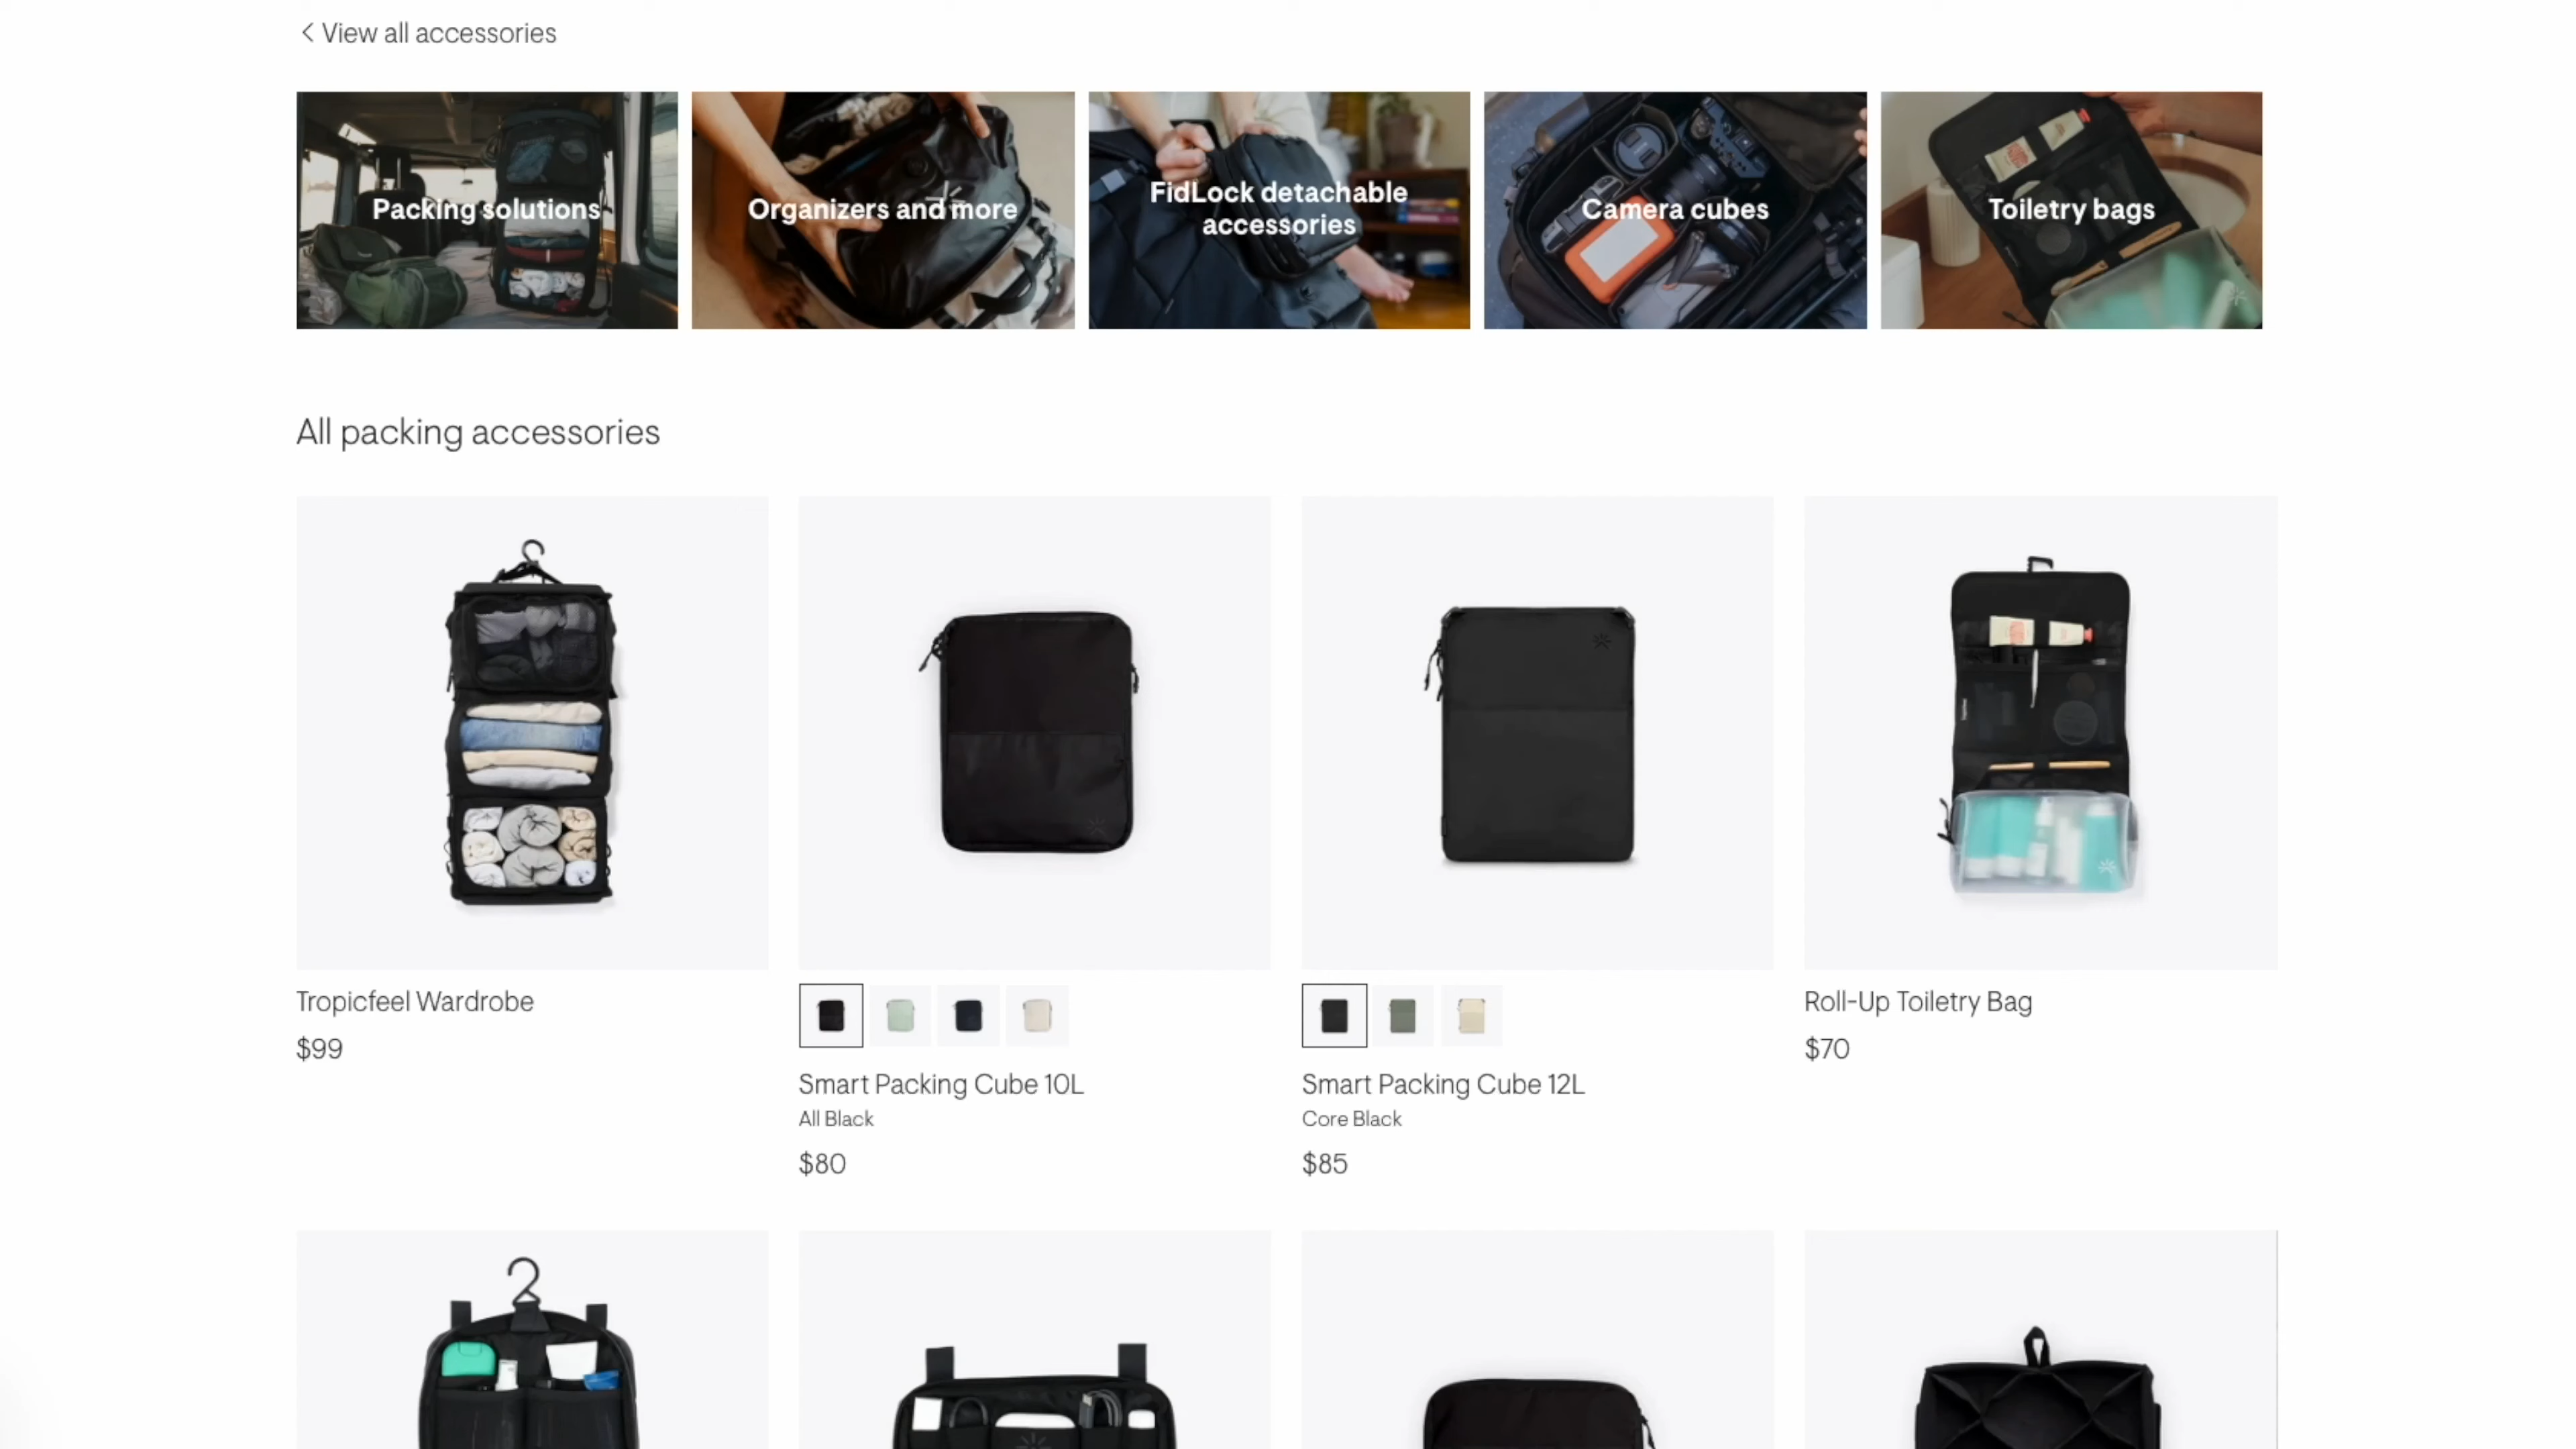 View all accessories
Packing solutions
Organizers and more
FidLock detachable
accessories
Camera cubes
Toiletry bags
All packing accessories
Tropicfeel Wardrobe
$99
Smart Packing Cube 10L
All Black
$80
Smart Packing Cube 12L
Core Black
$85
Roll-Up Toiletry Bag
$70